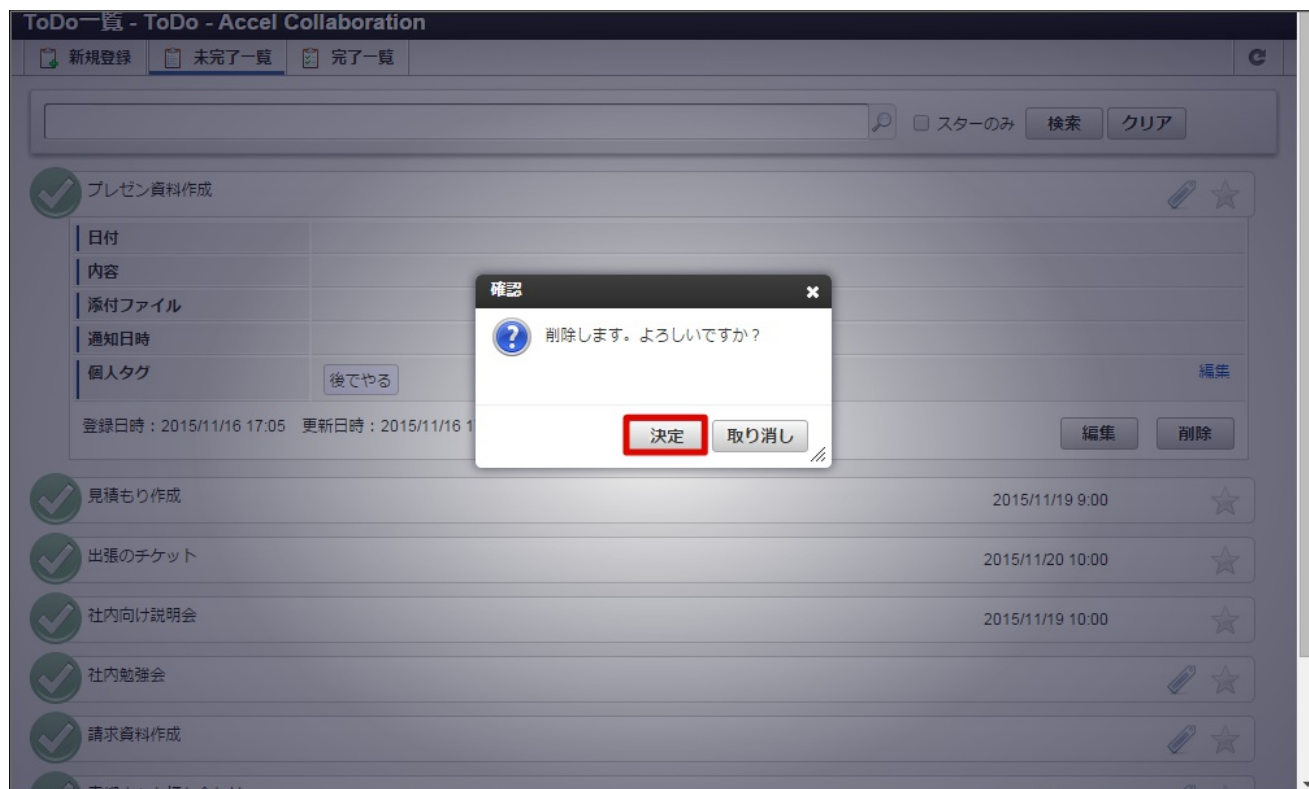 ToDo一覧 - ToDo - Accel Collaboration
新規登録 未完了一覧 完了一覧
スターのみ 検索 クリア
プレゼン資料作成
日付
内容
添付ファイル
通知日時
個人タグ 後でやる 編集
登録日時：2015/11/16 17:05 更新日時：2015/11/16 1
編集 削除
確認
削除します。よろしいですか？
決定 取り消し
見積もり作成 2015/11/19 9:00
出張のチケット 2015/11/20 10:00
社内向け説明会 2015/11/19 10:00
社内勉強会
請求資料作成